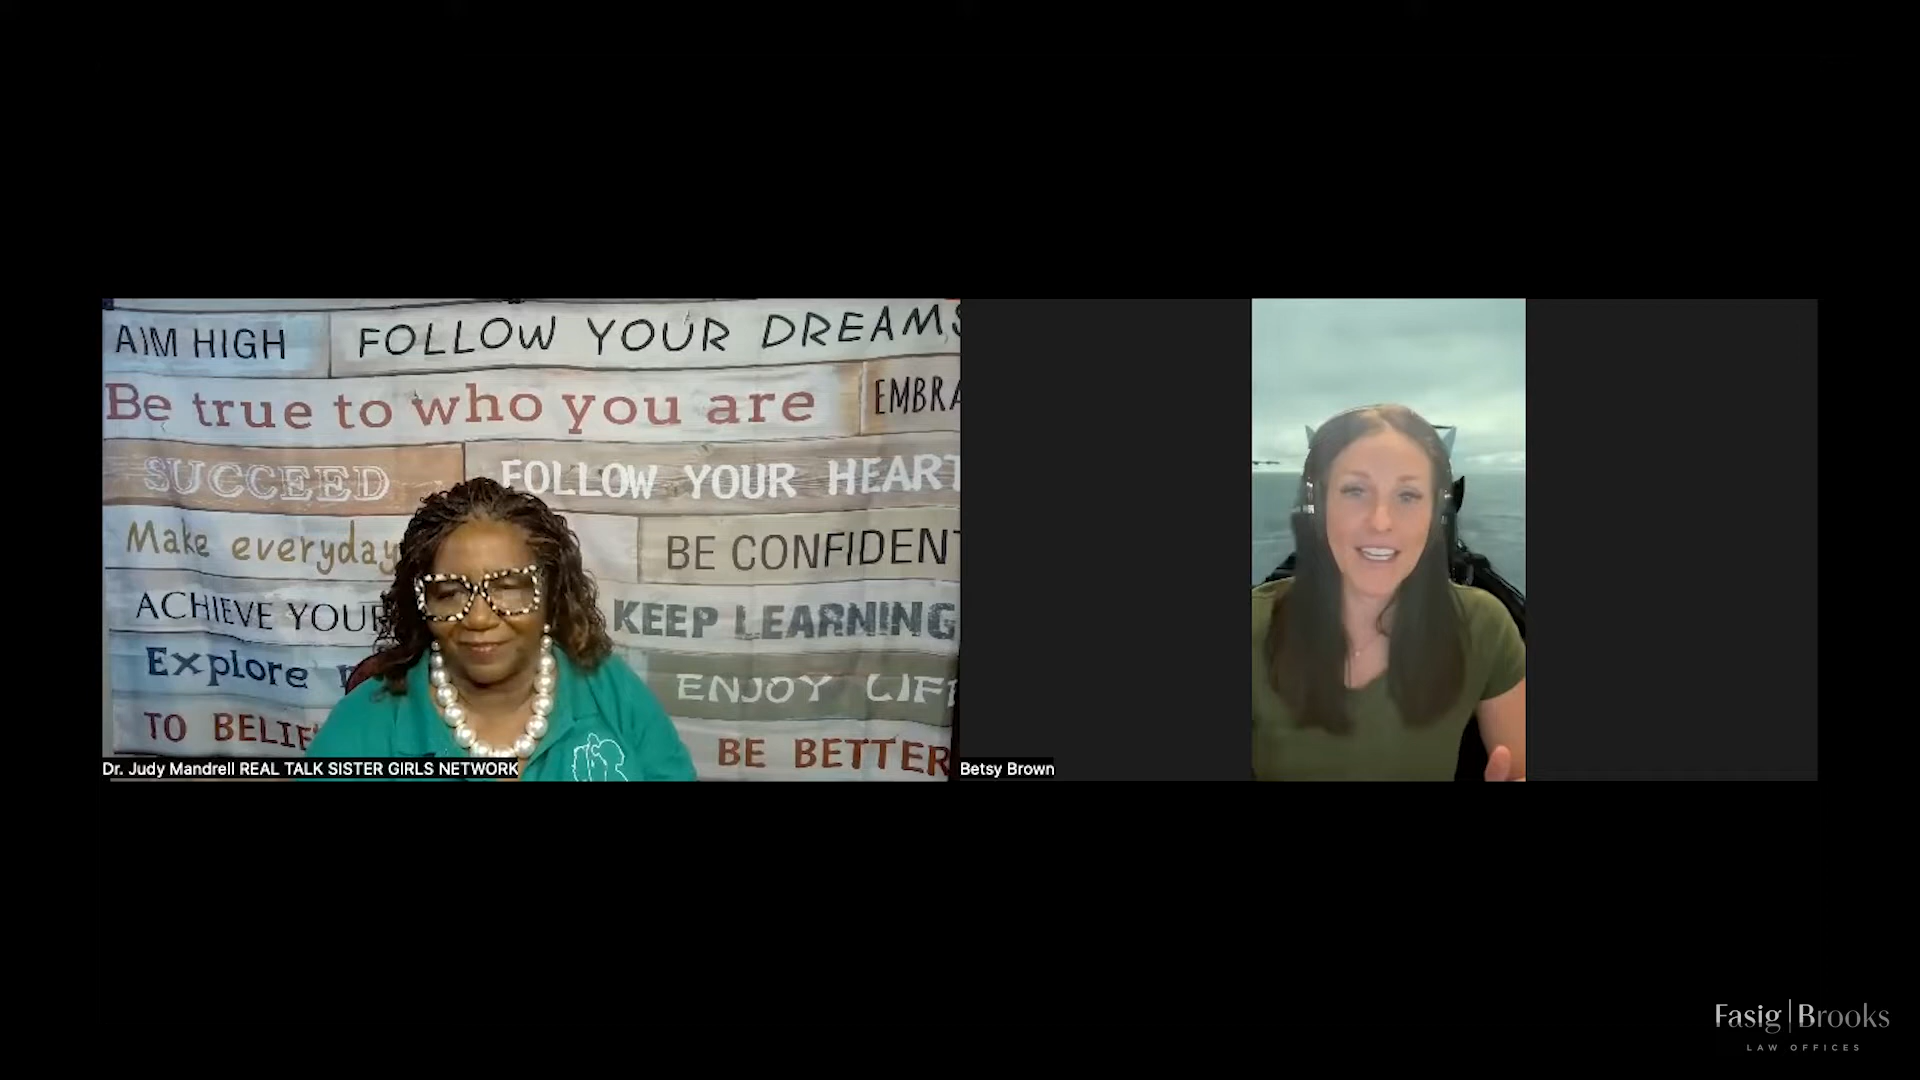 AIM HIGH
FOLLOW YOUR DREAMS
Be true to who you are
EMBRA
SUCCEED
FOLLOW YOUR HEART
Make everyday
BE CONFIDENT
ACHIEVE YOUR
KEEP LEARNING
Explore
ENJOY LIFE
TO BELIE
BE BETTER
Dr. Judy Mandrell REAL TALK SISTER GIRLS NETWORK
Betsy Brown
Fasig|Brooks
LAW OFFICES